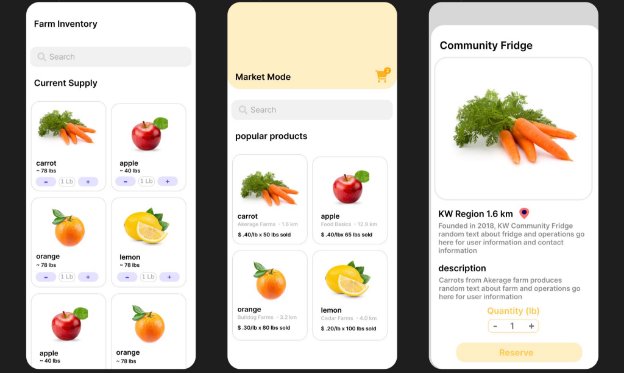 Farm Inventory
Search
Current Supply
carrot
~ 78 lbs
- 1 Lb +
apple
~ 40 lbs
- 1 Lb +
orange
~ 78 lbs
- 1 Lb +
lemon
~ 78 lbs
- 1 Lb +
apple
~ 40 lbs
orange
~ 78 lbs
Market Mode
Search
popular products
carrot
Akerage Farms · 1.6 km
$ .40/lb x 50 lbs sold
apple
Food Basics · 12.9 km
$ .40/lb 65 lbs sold
orange
Bulldog Farms · 3.2 km
$ .30/lb x 80 lbs sold
lemon
Cedar Farms · 4.0 km
$ .20/lb x 100 lbs sold
Community Fridge
KW Region 1.6 km
Founded in 2018, KW Community Fridge
random text about fridge and operations go
here for user information and contact
information
description
Carrots from Akerage farm produces
random text about farm and operations go
here for user information
Quantity (lb)
- 1 +
Reserve